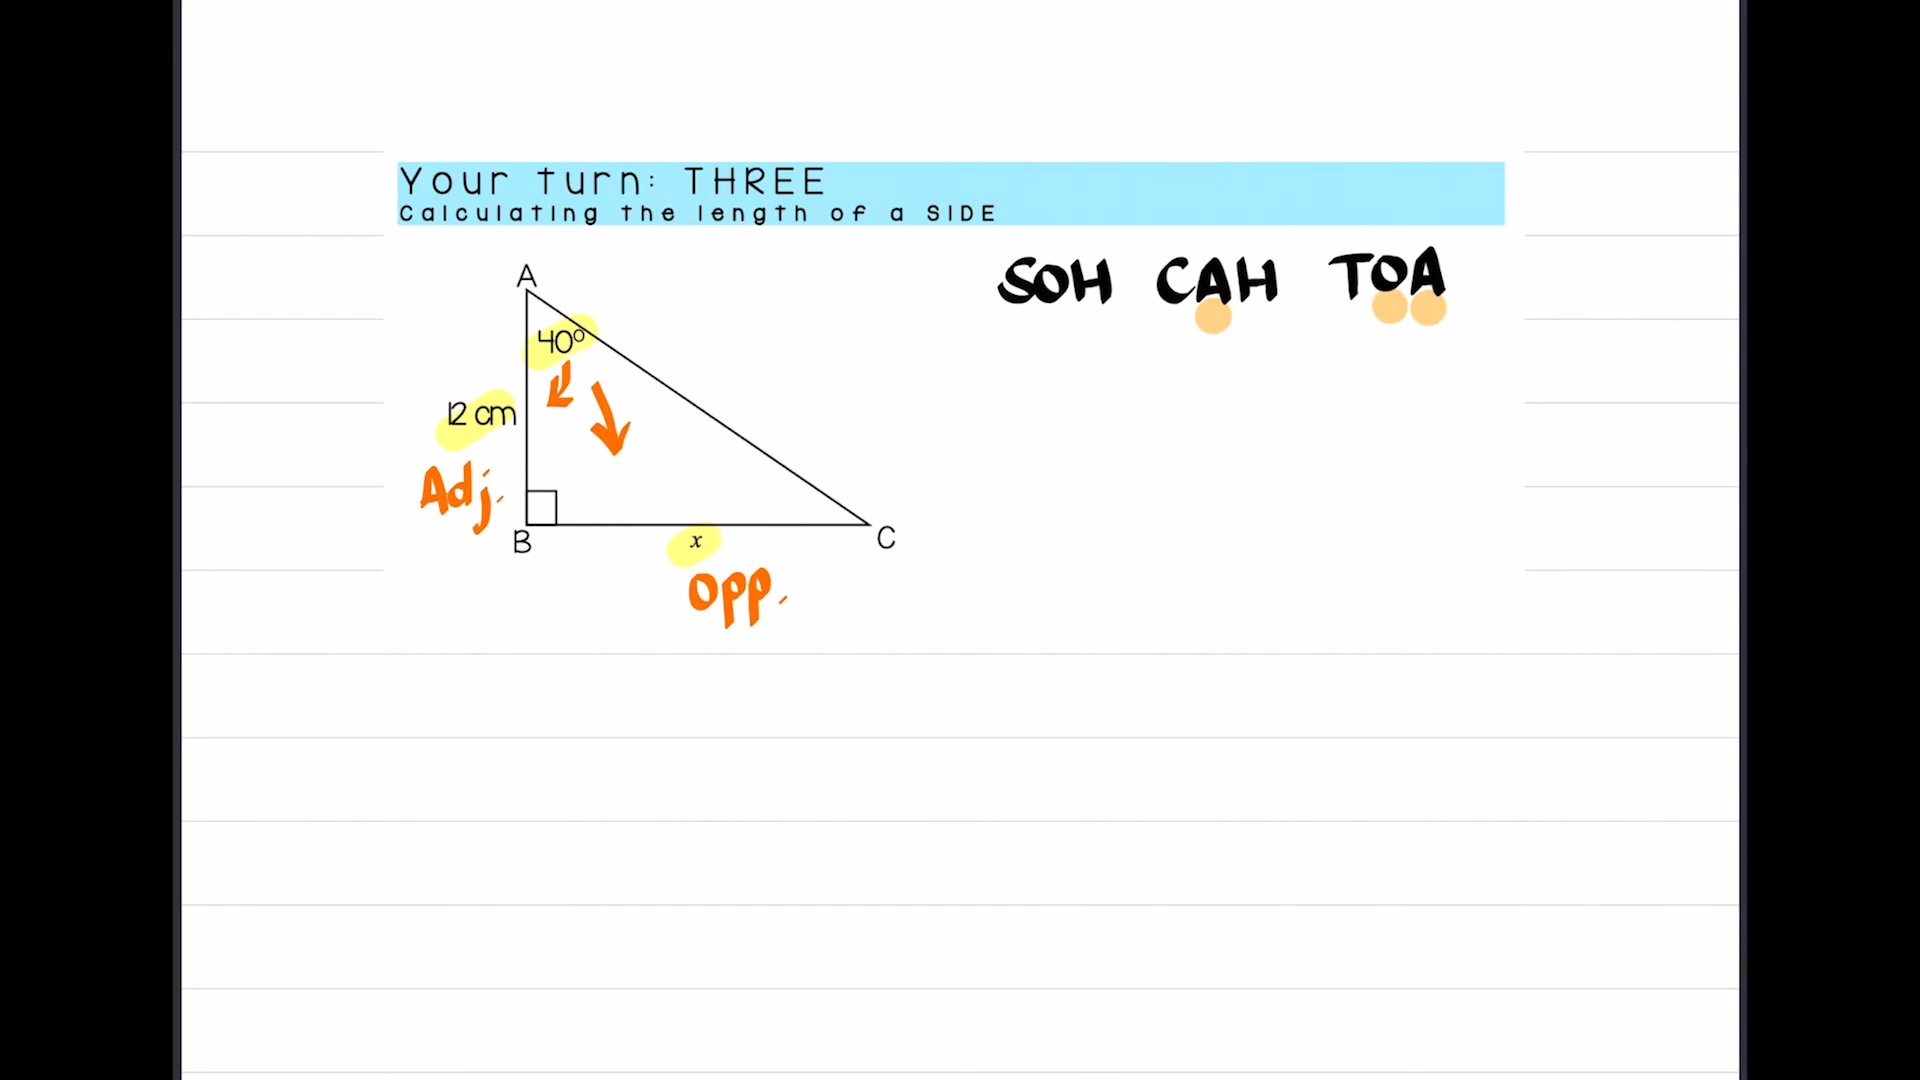 Your turn: THREE
Calculating the length of a SIDE
SOH CAH TOA
A
40°
12 cm
Adj.
B
x
C
Opp.